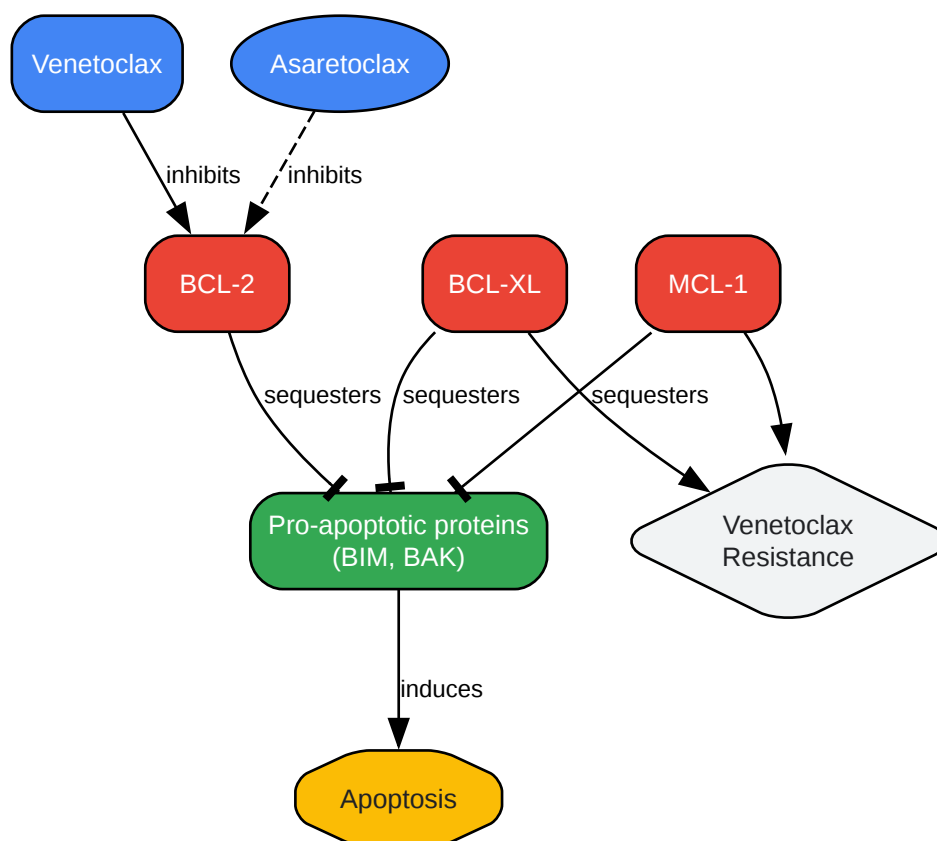 Venetoclax
Asaretoclax
inhibits
inhibits
BCL-2
BCL-XL
MCL-1
sequesters
sequesters
sequesters
Pro-apoptotic proteins
(BIM, BAK)
Venetoclax
Resistance
induces
Apoptosis